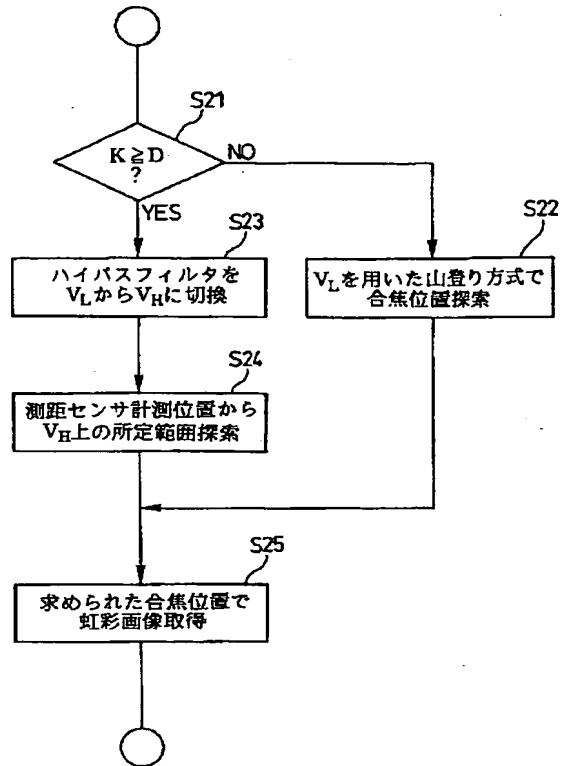 S21
K≧D
?
NO
YES
S23
ハイパスフィルタを
VLからVHに切換
S22
VLを用いた山登り方式で
合焦位置探索
S24
測距センサ計測位置から
VH上の所定範囲探索
S25
求められた合焦位置で
虹彩画像取得